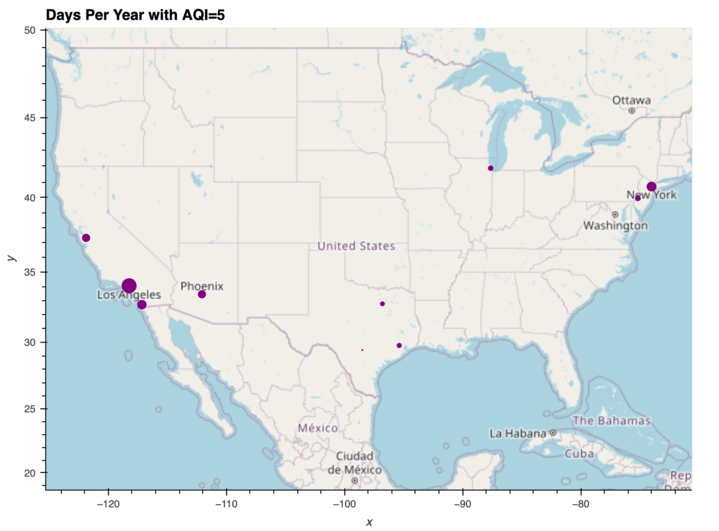 Days Per Year with AQI=5
50
45
40
35
30
25
20
y
Ottawa
New York
Washington
United States
Phoenix
Los Angeles
La Habana
The Bahamas
México
Cuba
Ciudad
de México
Rep
Dom
−120
−110
−100
−90
−80
x